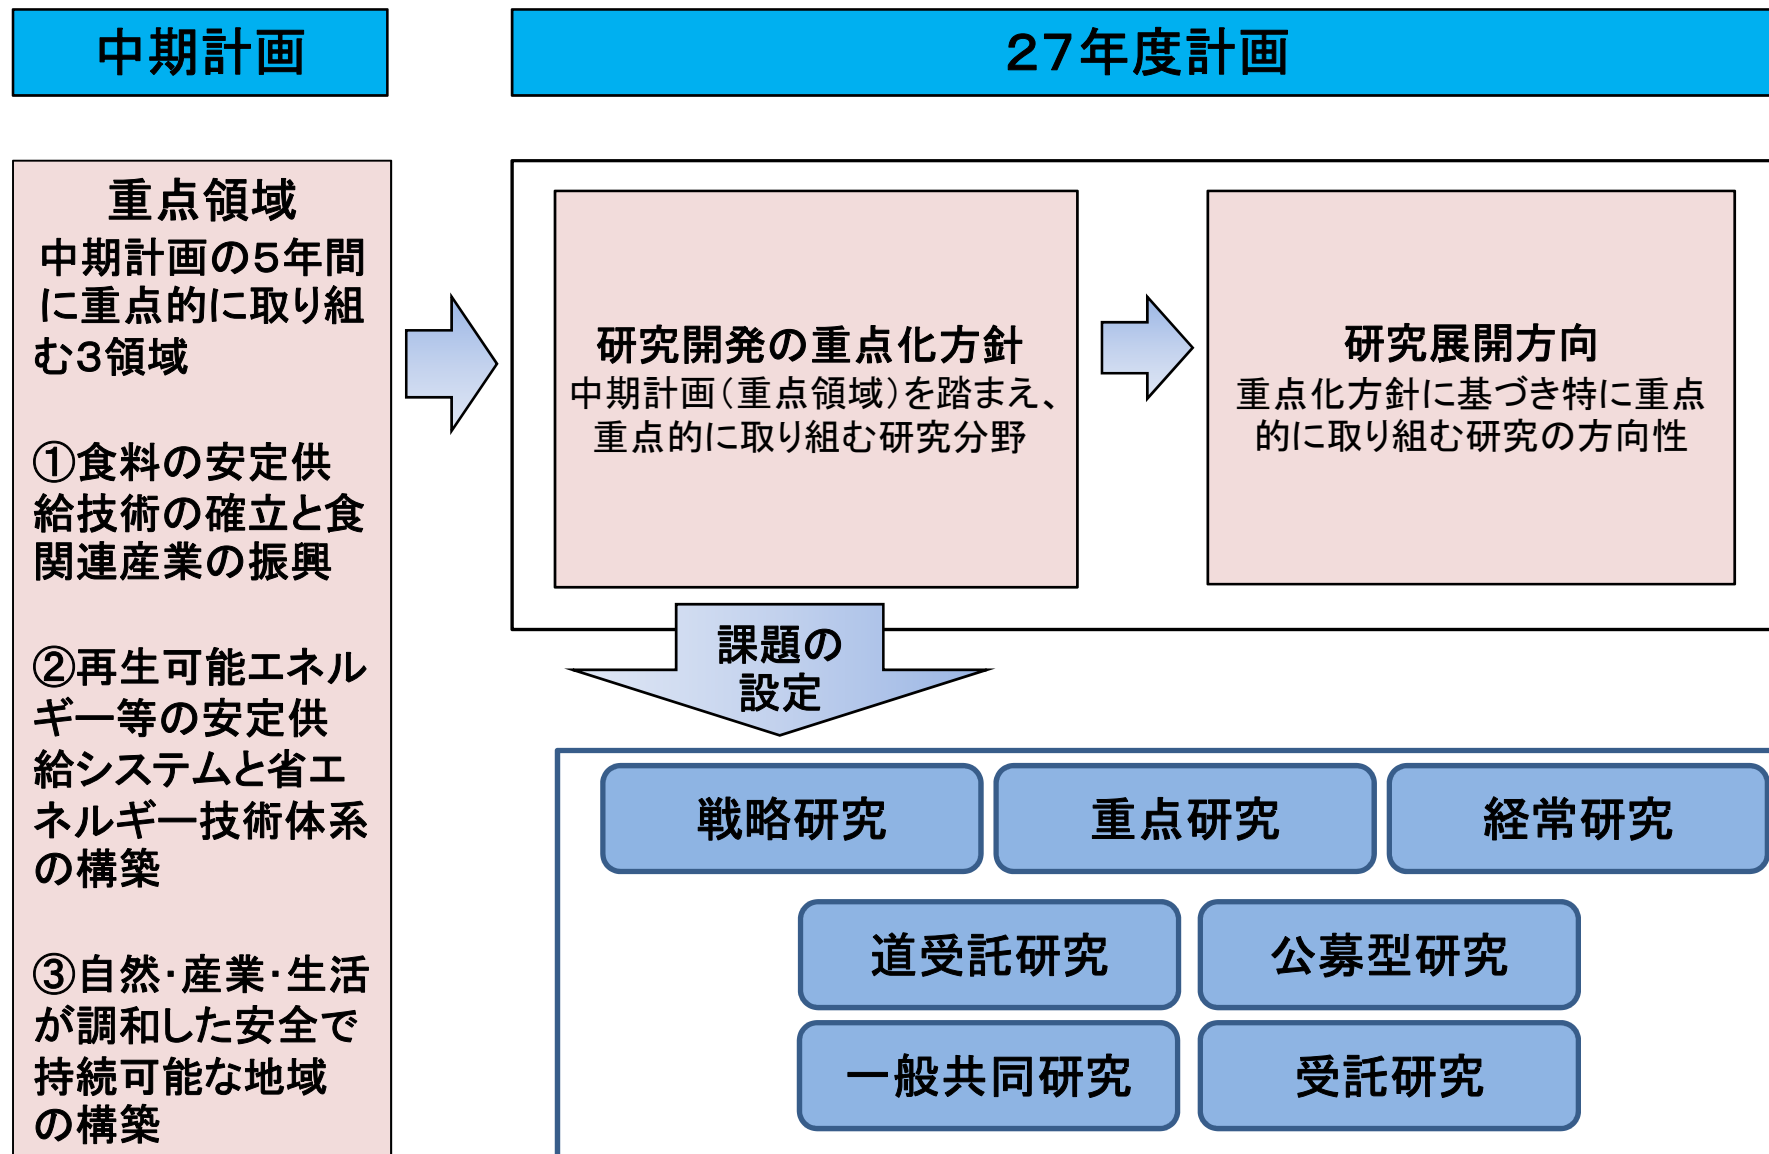 中期計画
27年度計画
重点領域
中期計画の5年間
に重点的に取り組
む3領域
①食料の安定供
給技術の確立と食
関連産業の振興
②再生可能エネル
ギー等の安定供
給システムと省エ
ネルギー技術体系
の構築
③自然・産業・生活
が調和した安全で
持続可能な地域
の構築
研究開発の重点化方針
中期計画(重点領域)を踏まえ、
重点的に取り組む研究分野
研究展開方向
重点化方針に基づき特に重点
的に取り組む研究の方向性
課題の
設定
戦略研究
重点研究
経常研究
道受託研究
公募型研究
一般共同研究
受託研究